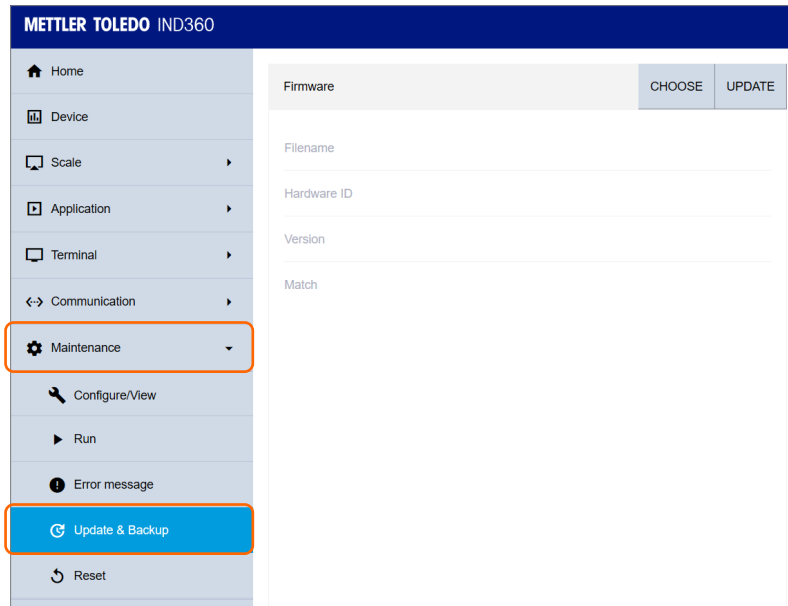 METTLER TOLEDO IND360
Home
Device
Scale
Application
Terminal
Communication
Maintenance
Configure/View
Run
Error message
Update & Backup
Reset
Firmware
CHOOSE
UPDATE
Filename
Hardware ID
Version
Match